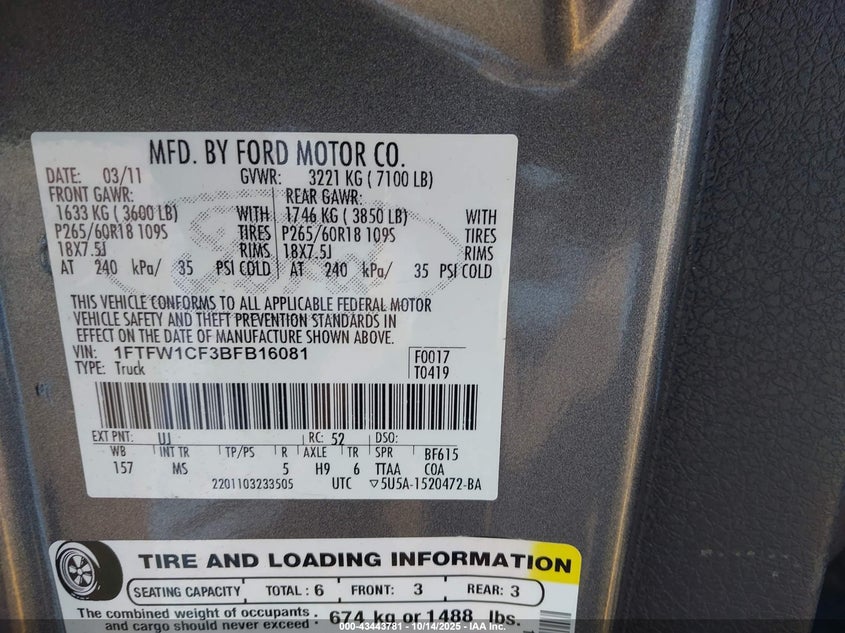 MFD. BY FORD MOTOR CO.
DATE: 03/11 GVWR: 3221 KG ( 7100 LB)
FRONT GAWR: REAR GAWR:
1633 KG ( 3600 LB) WITH 1746 KG ( 3850 LB) WITH
P265/60R18 109S TIRES P265/60R18 109S TIRES
18X7.5J RIMS 18X7.5J RIMS
AT 240 kPa/ 35 PSI COLD AT 240 kPa/ 35 PSI COLD
THIS VEHICLE CONFORMS TO ALL APPLICABLE FEDERAL MOTOR
VEHICLE SAFETY AND THEFT PREVENTION STANDARDS IN
EFFECT ON THE DATE OF MANUFACTURE SHOWN ABOVE.
VIN: 1FTFW1CF3BFB16081 F0017
TYPE: Truck T0419
EXT PNT: UJ RC: 52 DSO:
WB INT TR TP/PS R AXLE TR SPR BF615
157 MS 5 H9 6 TTAA COA
2201103233505 UTC ▽5U5A-1520472-BA
TIRE AND LOADING INFORMATION
SEATING CAPACITY TOTAL : 6 FRONT: 3 REAR: 3
The combined weight of occupants
and cargo should never exceed : 674 kg or 1488 lbs.
000-43443781 - 10/14/2025 - IAA Inc.